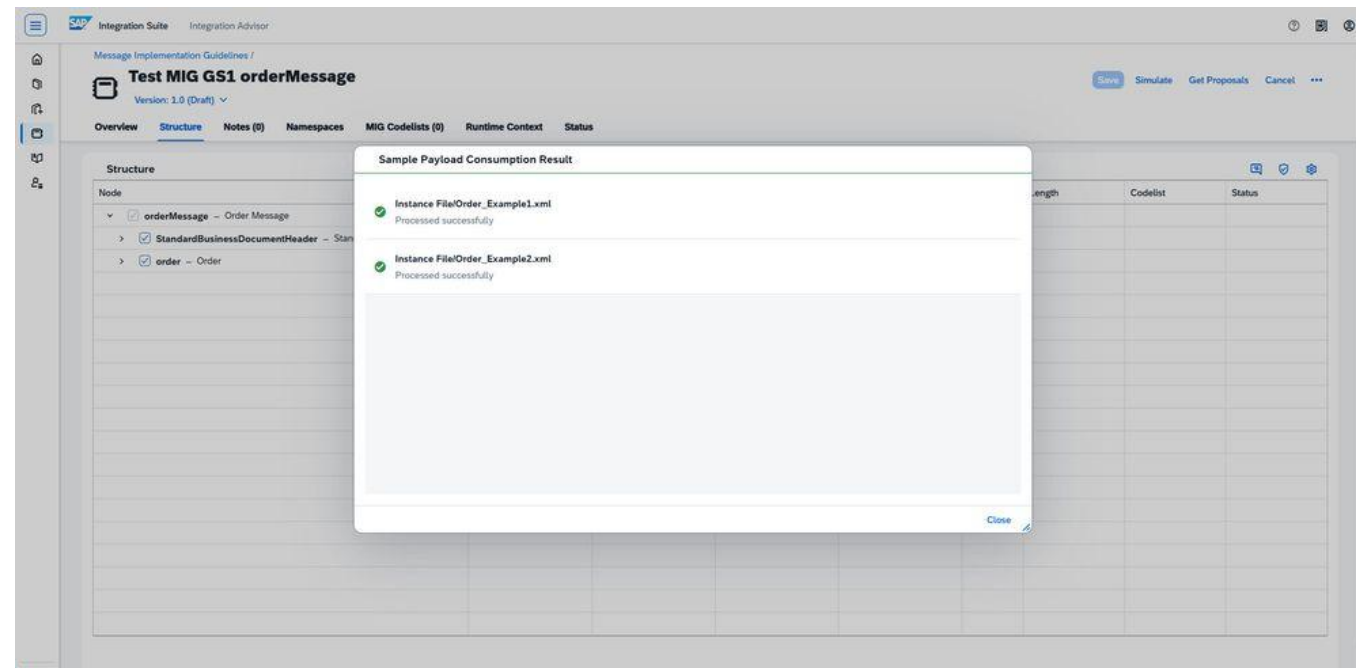 SAP Integration Suite Integration Advisor
Message Implementation Guidelines /
Test MIG GS1 orderMessage
Version: 1.0 (Draft)
Save Simulate Get Proposals Cancel
Overview Structure Notes (0) Namespaces MIG Codelists (0) Runtime Context Status
Sample Payload Consumption Result
Structure
Node .ength Codelist Status
orderMessage – Order Message
StandardBusinessDocumentHeader – Stan
order – Order
Instance File/Order_Example1.xml
Processed successfully
Instance File/Order_Example2.xml
Processed successfully
Close